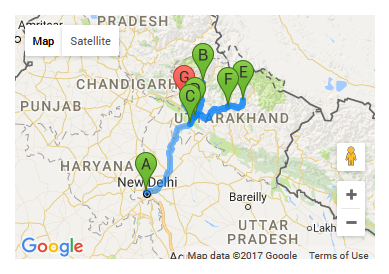 Amritsar
PRADESH
Map Satellite
B
G
CHANDIGARH
E
F
C
PUNJAB
UTTARAKHAND
HARYANA
A
New Delhi
Bareilly
+
UTTAR
PRADESH
−
Google
Map data ©2017 Google Terms of Use